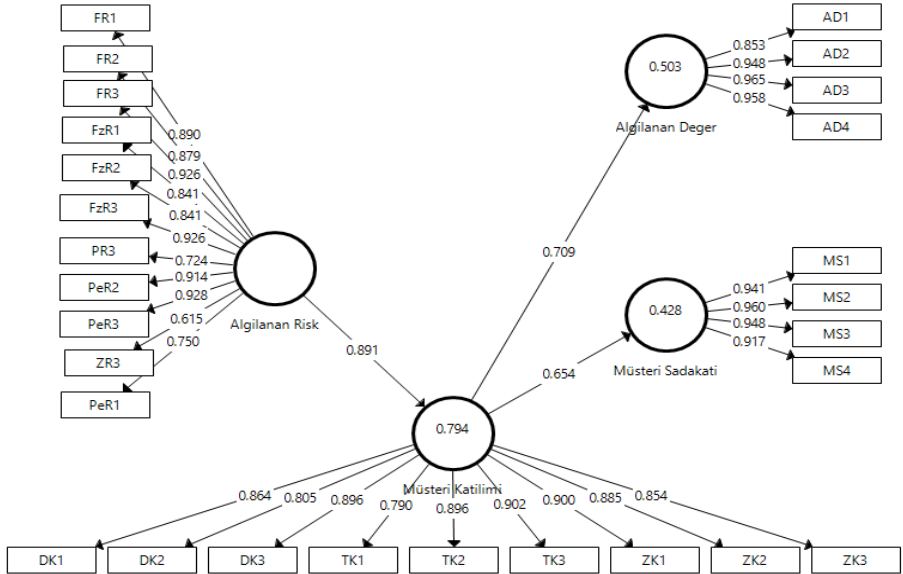 FR1
FR2
FR3
FzR1
FzR2
FzR3
PR3
PeR2
PeR3
ZR3
PeR1
0.890
0.879
0.926
0.841
0.841
0.926
0.724
0.914
0.928
0.615
0.750
Algilanan Risk
0.891
0.503
Algilanan Deger
0.853
0.948
0.965
0.958
AD1
AD2
AD3
AD4
0.709
0.428
Müsteri Sadakati
0.941
0.960
0.948
0.917
MS1
MS2
MS3
MS4
0.654
0.794
Müsteri Katilimi
0.864
0.805
0.896
0.790
0.896
0.902
0.900
0.885
0.854
DK1
DK2
DK3
TK1
TK2
TK3
ZK1
ZK2
ZK3